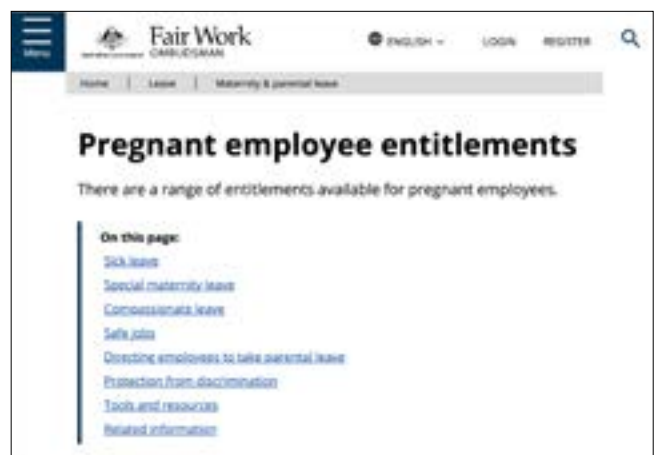 Menu
Fair Work
OMBUDSMAN
ENGLISH
LOGIN
REGISTER
Home | Leave | Maternity & parental leave
Pregnant employee entitlements
There are a range of entitlements available for pregnant employees.
On this page:
Sick leave
Special maternity leave
Compassionate leave
Safe jobs
Directing employees to take parental leave
Protection from discrimination
Tools and resources
Related information